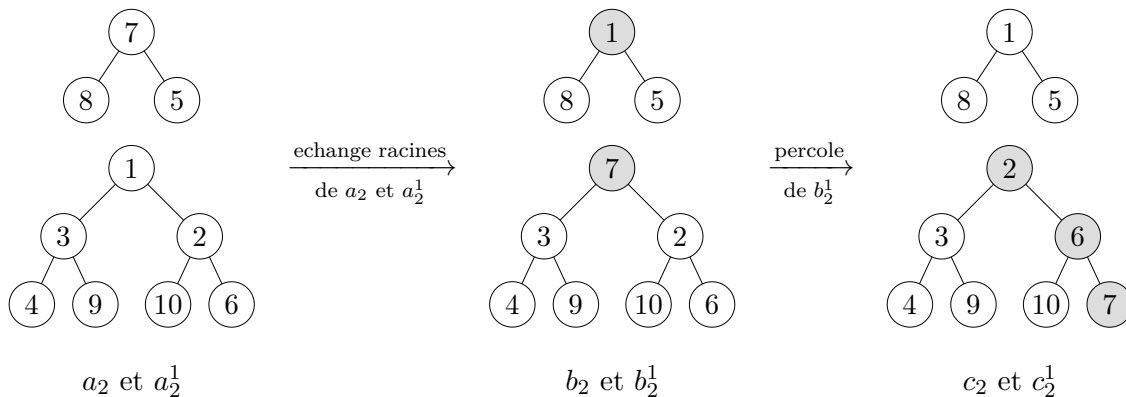 7 1 1
8 5 8 5 8 5
1 echange racines de a₂ et a₂¹ 7 percole de b₂¹ 2
3 2 3 2 3 6
4 9 10 6 4 9 10 6 4 9 10 7
a₂ et a₂¹ b₂ et b₂¹ c₂ et c₂¹